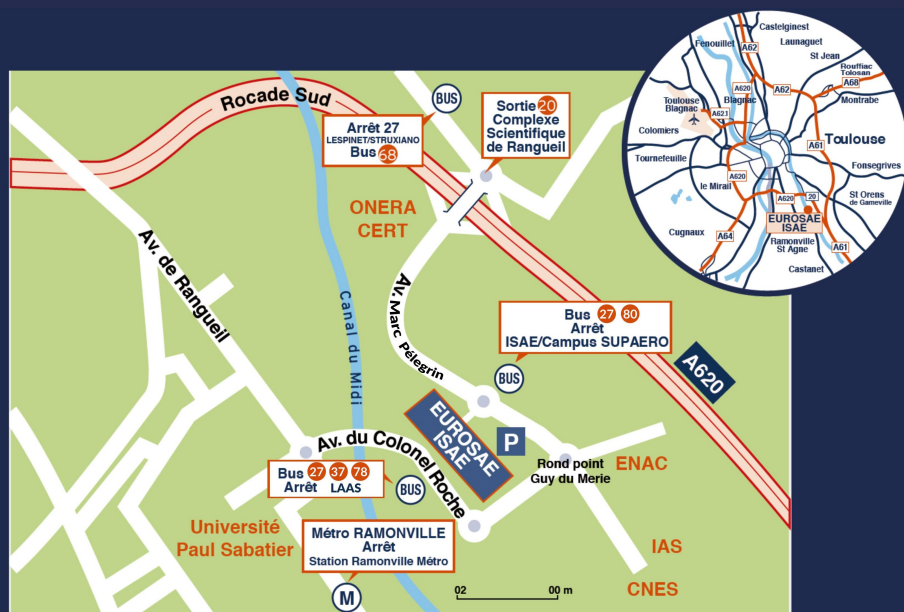 Castelginest
Fenouillet
A62
Launaguet
St Jean
Rouffiac
Tolosan
A68
A620
A62
Montrabe
Toulouse
Blagnac
Blagnac
A621
Colomiers
Toulouse
A61
Tournefeuille
Fonsegrives
A620
le Mirail
A620
20
St Orens
de Gameville
EUROSAE
ISAE
Cugnaux
A64
Ramonville
St Agne
A61
Castanet
Rocade Sud
BUS
Arrêt 27
LESPINET/STRUXIANO
Bus 68
Sortie 20
Complexe
Scientifique
de Rangueil
ONERA
CERT
Av. de Rangueil
Canal du Midi
Av. Marc Pélegrin
Bus 27 80
Arrêt
ISAE/Campus SUPAERO
BUS
A620
EUROSAE
ISAE
P
Av. du Colonel Roche
Rond point
Guy du Merie
ENAC
Bus 27 37 78
Arrêt LAAS
BUS
Université
Paul Sabatier
Métro RAMONVILLE
Arrêt
Station Ramonville Métro
M
IAS
CNES
02 00 m